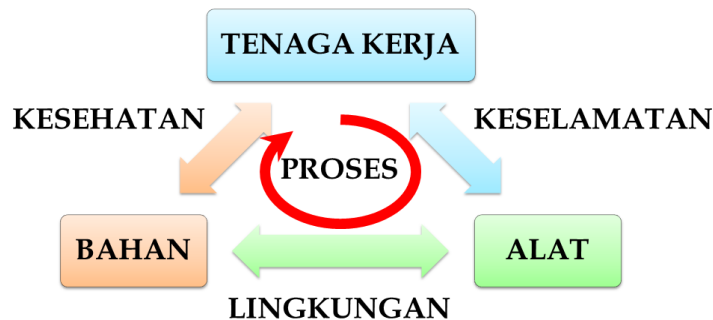 TENAGA KERJA
KESEHATAN
KESELAMATAN
PROSES
BAHAN
ALAT
LINGKUNGAN